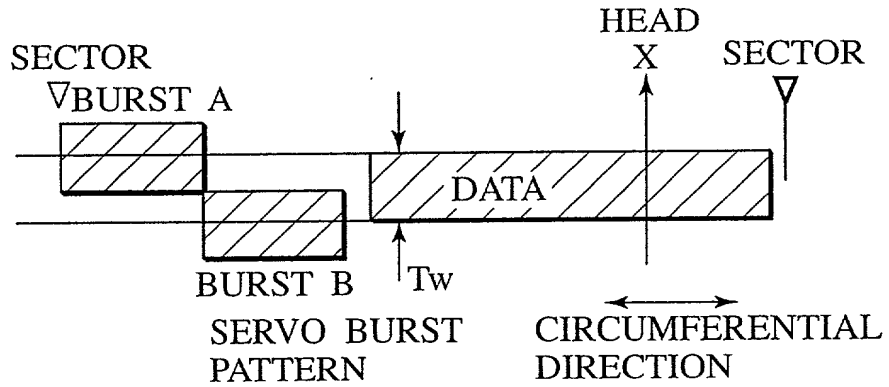 HEAD
X
SECTOR
SECTOR
BURST A
DATA
BURST B
Tw
SERVO BURST
PATTERN
CIRCUMFERENTIAL
DIRECTION